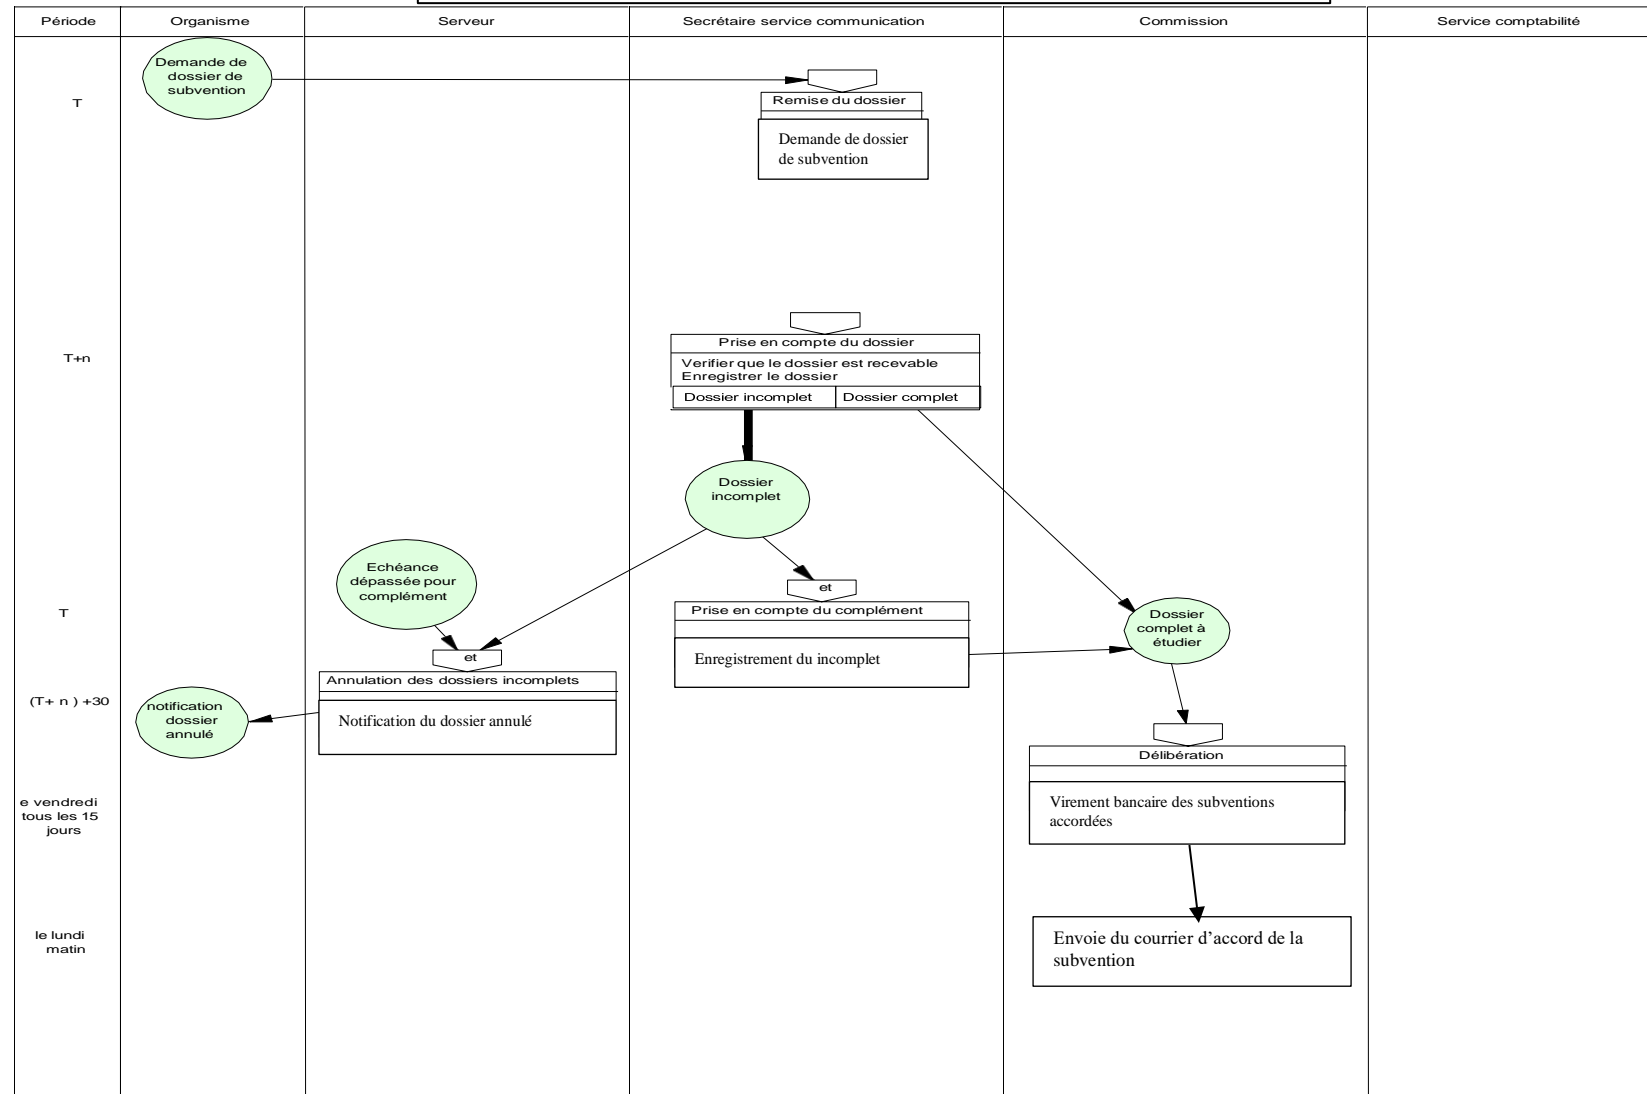 Période
Organisme
Serveur
Secrétaire service communication
Commission
Service comptabilité
Demande de
dossier de
subvention
T
Remise du dossier
Demande de dossier
de subvention
T+n
Prise en compte du dossier
Verifier que le dossier est recevable
Enregistrer le dossier
Dossier incomplet
Dossier complet
Dossier
incomplet
Echéance
dépassée pour
complément
et
T
Prise en compte du complément
Enregistrement du incomplet
Dossier
complet à
étudier
et
Annulation des dossiers incomplets
Notification du dossier annulé
(T+ n ) +30
notification
dossier
annulé
Délibération
Virement bancaire des subventions
accordées
e vendredi
tous les 15
jours
le lundi
matin
Envoie du courrier d’accord de la
subvention